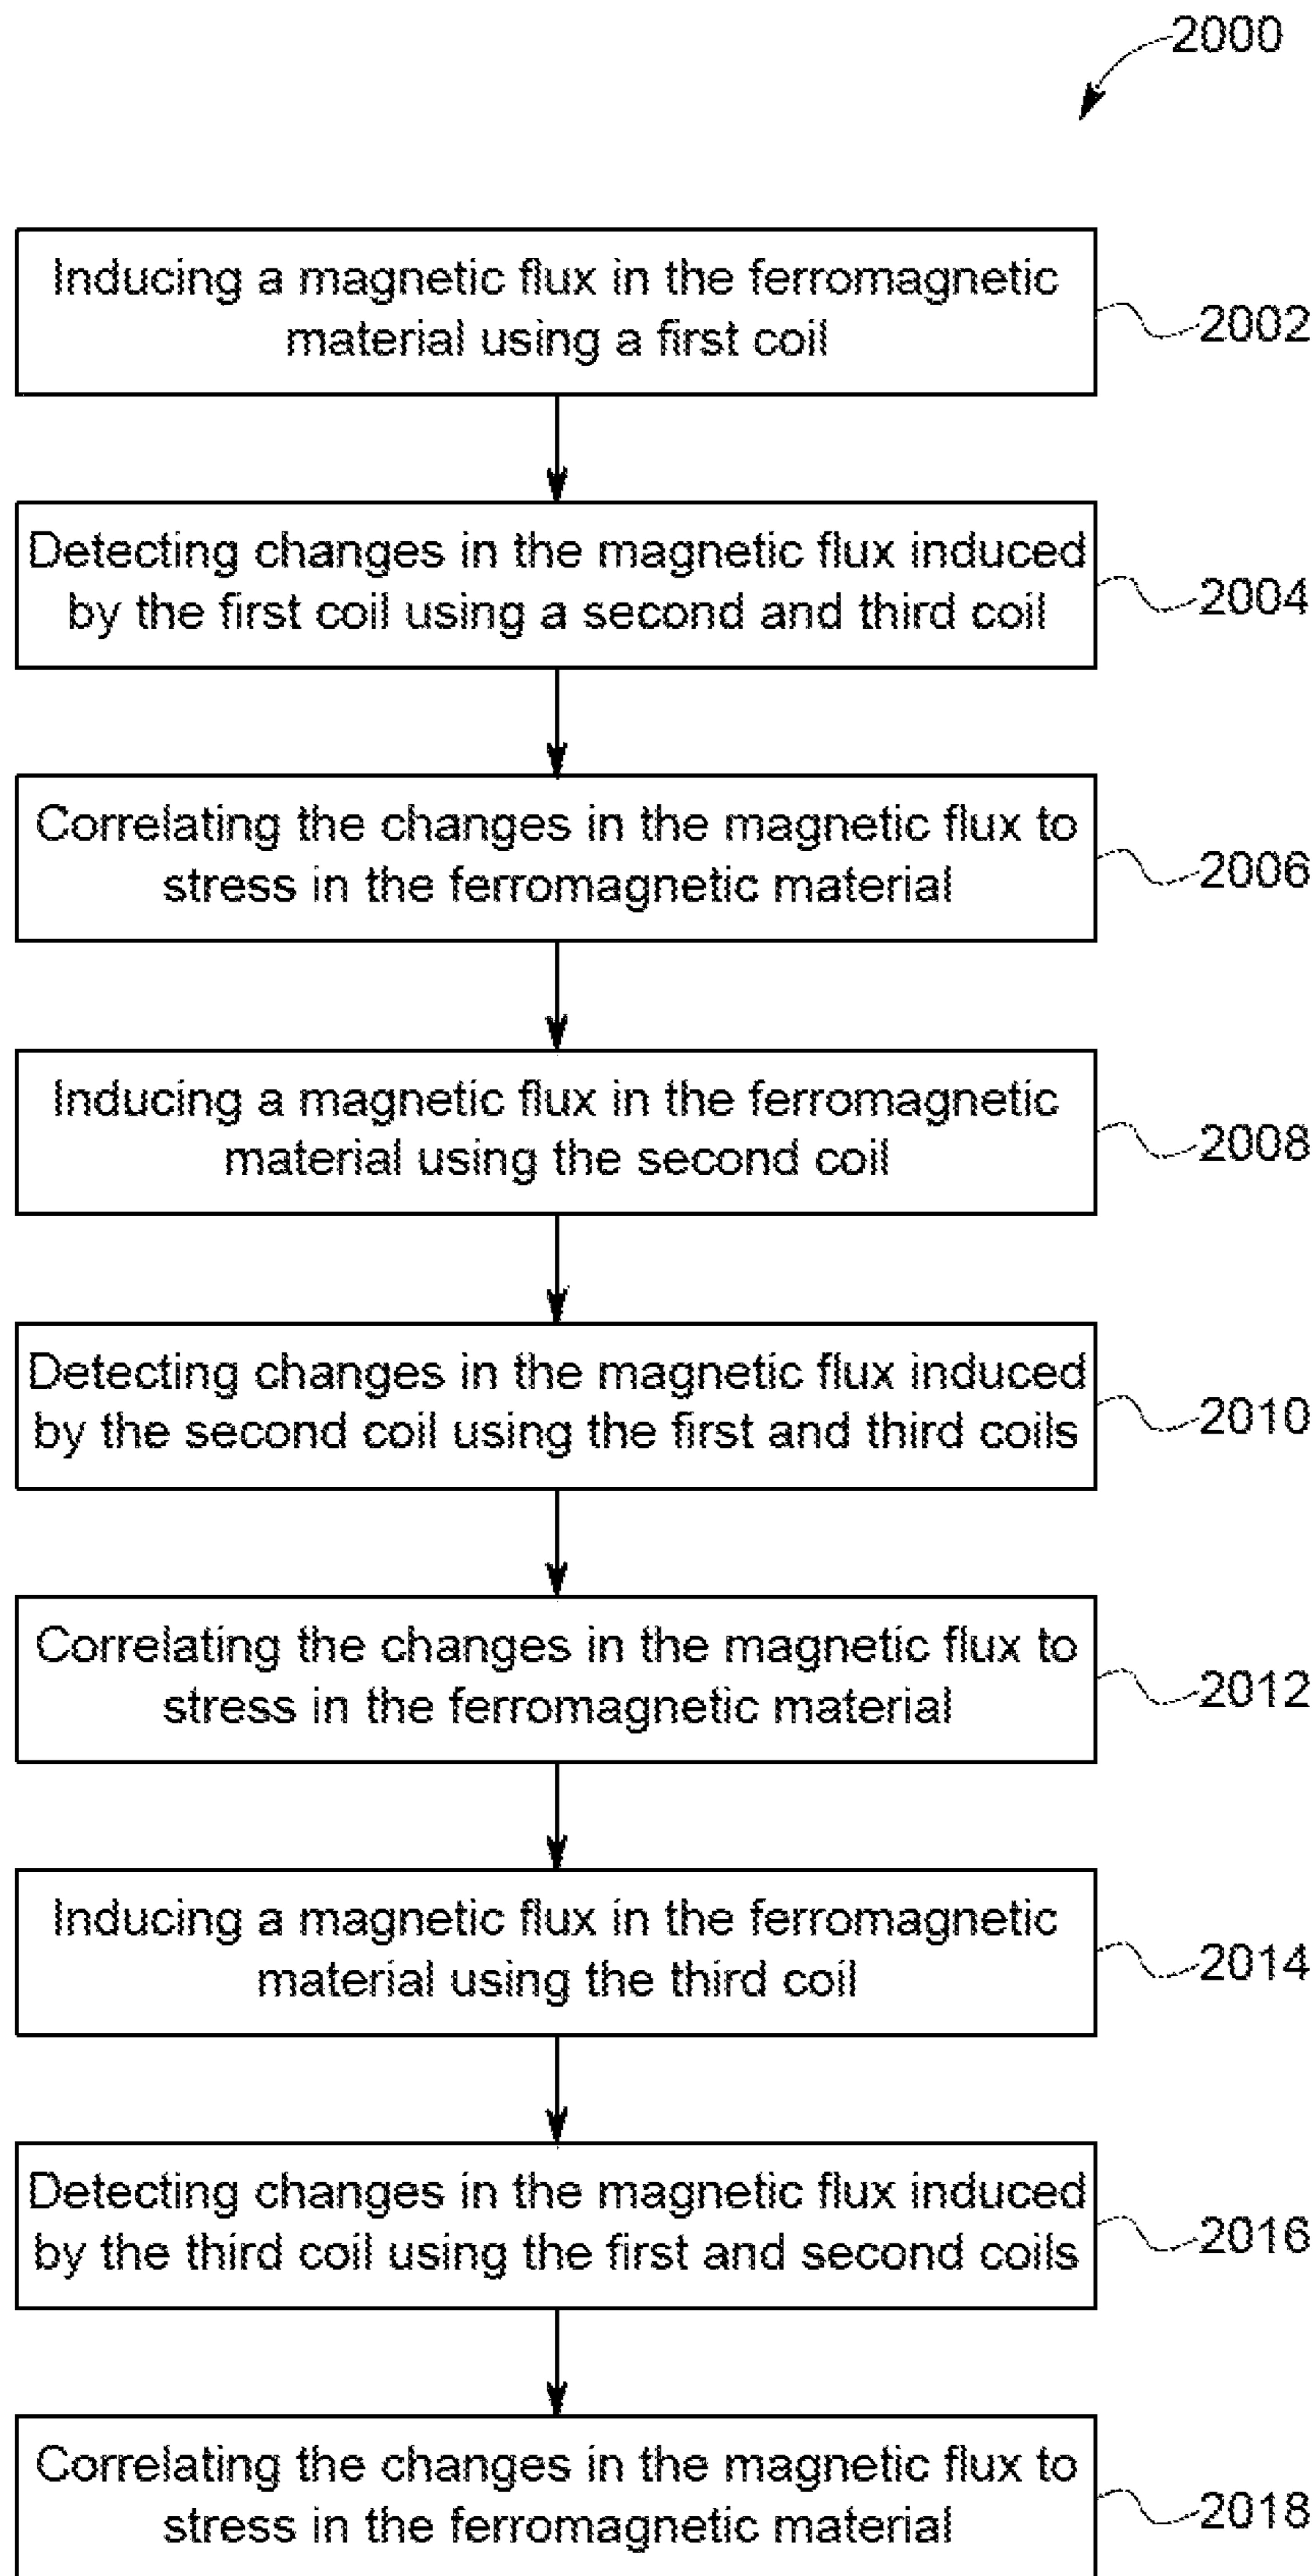 2000
Inducing a magnetic flux in the ferromagnetic
material using a first coil
2002
Detecting changes in the magnetic flux induced
by the first coil using a second and third coil
2004
Correlating the changes in the magnetic flux to
stress in the ferromagnetic material
2006
Inducing a magnetic flux in the ferromagnetic
material using the second coil
2008
Detecting changes in the magnetic flux induced
by the second coil using the first and third coils
2010
Correlating the changes in the magnetic flux to
stress in the ferromagnetic material
2012
Inducing a magnetic flux in the ferromagnetic
material using the third coil
2014
Detecting changes in the magnetic flux induced
by the third coil using the first and second coils
2016
Correlating the changes in the magnetic flux to
stress in the ferromagnetic material
2018